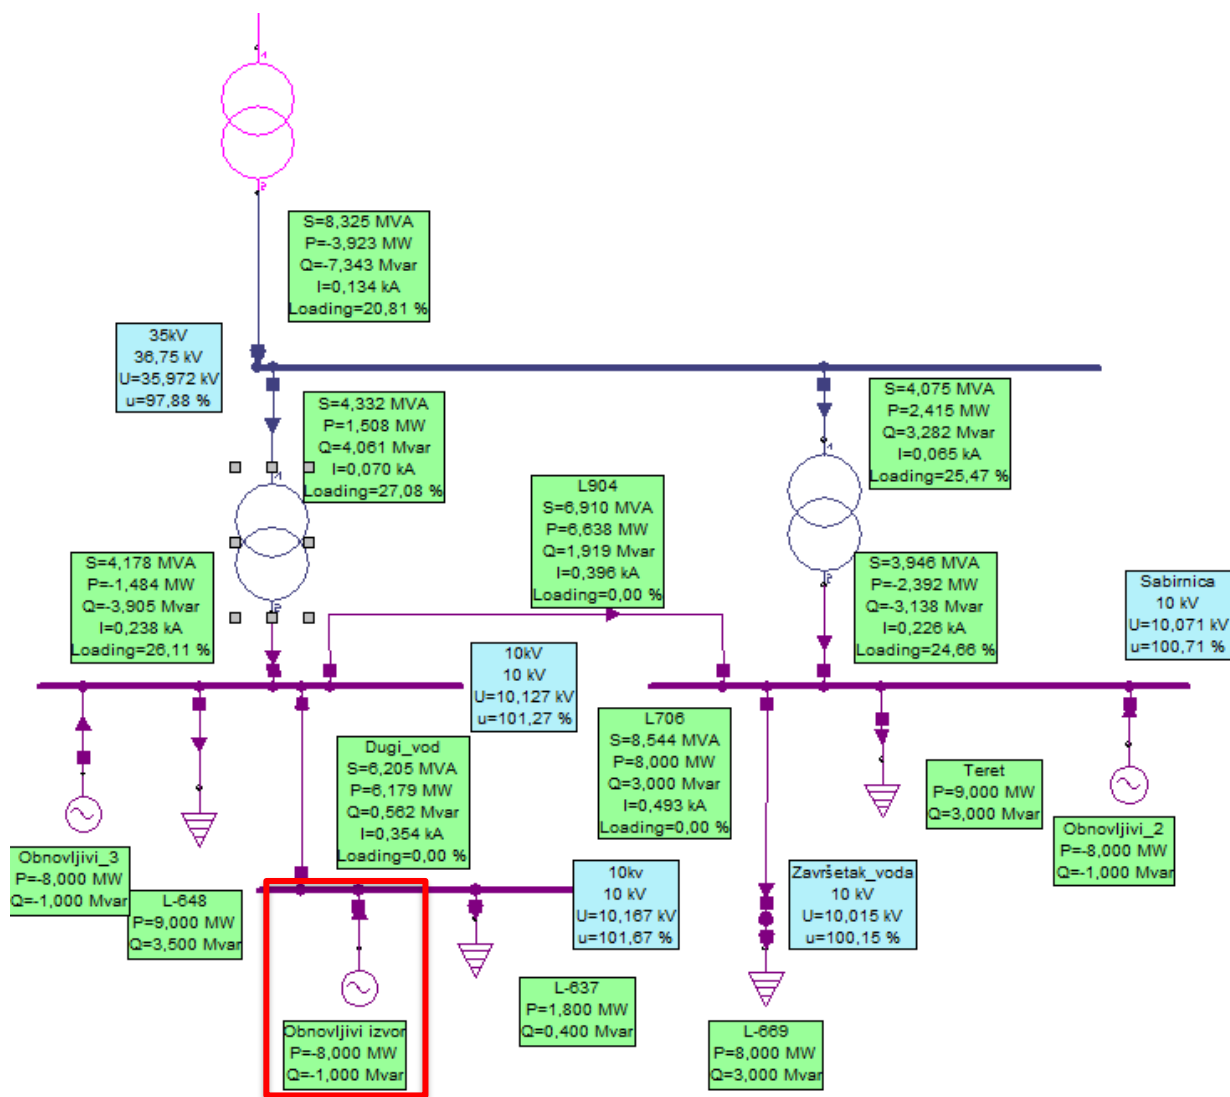 S=8,325 MVA
P=-3,923 MW
Q=-7,343 Mvar
I=0,134 kA
Loading=20,81 %
35kV
36,75 kV
U=35,972 kV
u=97,88 %
S=4,332 MVA
P=1,508 MW
Q=4,061 Mvar
I=0,070 kA
Loading=27,08 %
S=4,075 MVA
P=2,415 MW
Q=3,282 Mvar
I=0,065 kA
Loading=25,47 %
L904
S=6,910 MVA
P=6,638 MW
Q=1,919 Mvar
I=0,396 kA
Loading=0,00 %
S=4,178 MVA
P=-1,484 MW
Q=-3,905 Mvar
I=0,238 kA
Loading=26,11 %
S=3,946 MVA
P=-2,392 MW
Q=-3,138 Mvar
I=0,226 kA
Loading=24,66 %
Sabirnica
10 kV
U=10,071 kV
u=100,71 %
10kV
10 kV
U=10,127 kV
u=101,27 %
Dugi_vod
S=6,205 MVA
P=6,179 MW
Q=0,562 Mvar
I=0,354 kA
Loading=0,00 %
L706
S=8,544 MVA
P=8,000 MW
Q=3,000 Mvar
I=0,493 kA
Loading=0,00 %
Teret
P=9,000 MW
Q=3,000 Mvar
Obnovljivi_2
P=-8,000 MW
Q=-1,000 Mvar
Obnovljivi_3
P=-8,000 MW
Q=-1,000 Mvar
L-648
P=9,000 MW
Q=3,500 Mvar
10kv
10 kV
U=10,167 kV
u=101,67 %
Završetak_voda
10 kV
U=10,015 kV
u=100,15 %
L-637
P=1,800 MW
Q=0,400 Mvar
Obnovljivi izvor
P=-8,000 MW
Q=-1,000 Mvar
L-669
P=8,000 MW
Q=3,000 Mvar